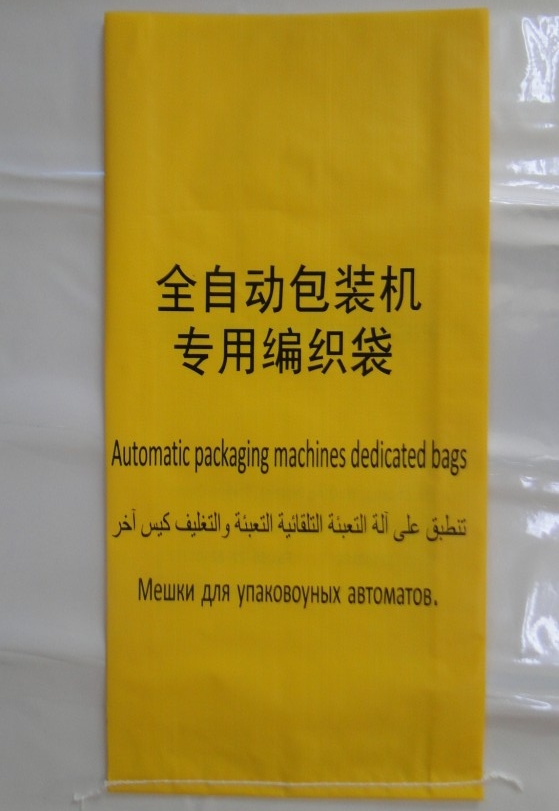 全自动包装机
专用编织袋
Automatic packaging machines dedicated bags
تنطبق على آلة التعبئة التلقائية التعبئة والتغليف كيس آخر
Мешки для упаковоуных автоматов.